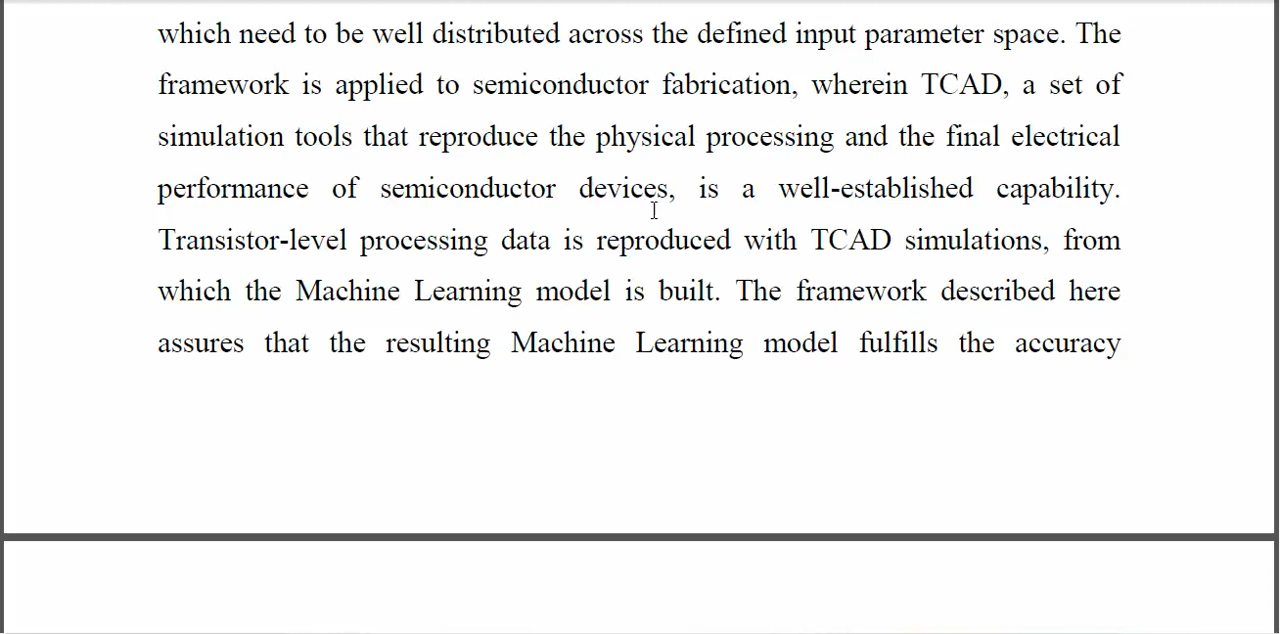 which need to be well distributed across the defined input parameter space. The
framework is applied to semiconductor fabrication, wherein TCAD, a set of
simulation tools that reproduce the physical processing and the final electrical
performance of semiconductor devices, is a well-established capability.
Transistor-level processing data is reproduced with TCAD simulations, from
which the Machine Learning model is built. The framework described here
assures that the resulting Machine Learning model fulfills the accuracy